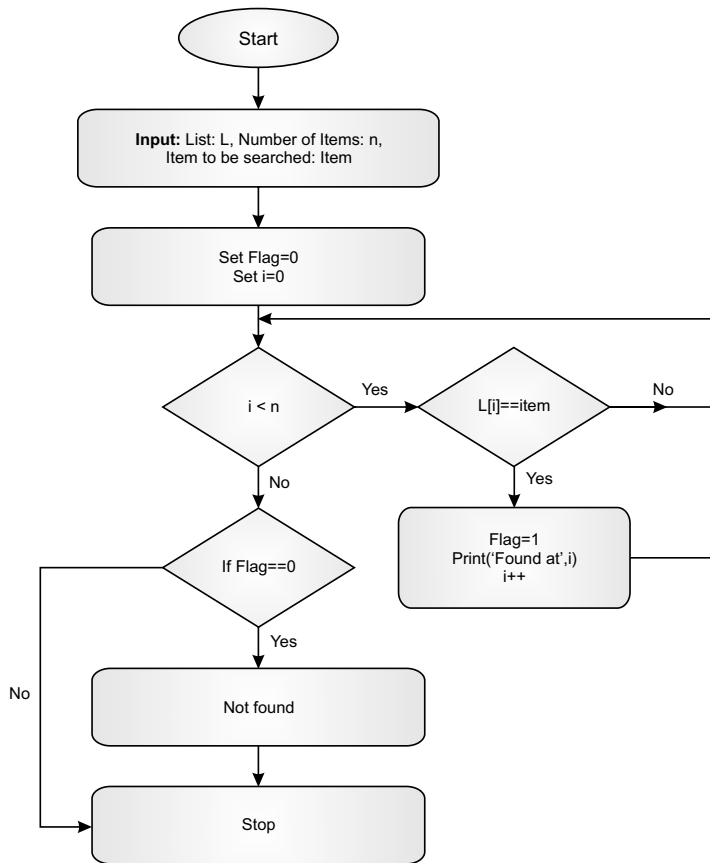 Start
Input: List: L, Number of Items: n,
Item to be searched: Item
Set Flag=0
Set i=0
i < n
Yes
L[i]==item
No
No
Yes
If Flag==0
Flag=1
Print(‘Found at’,i)
i++
Yes
No
Not found
Stop